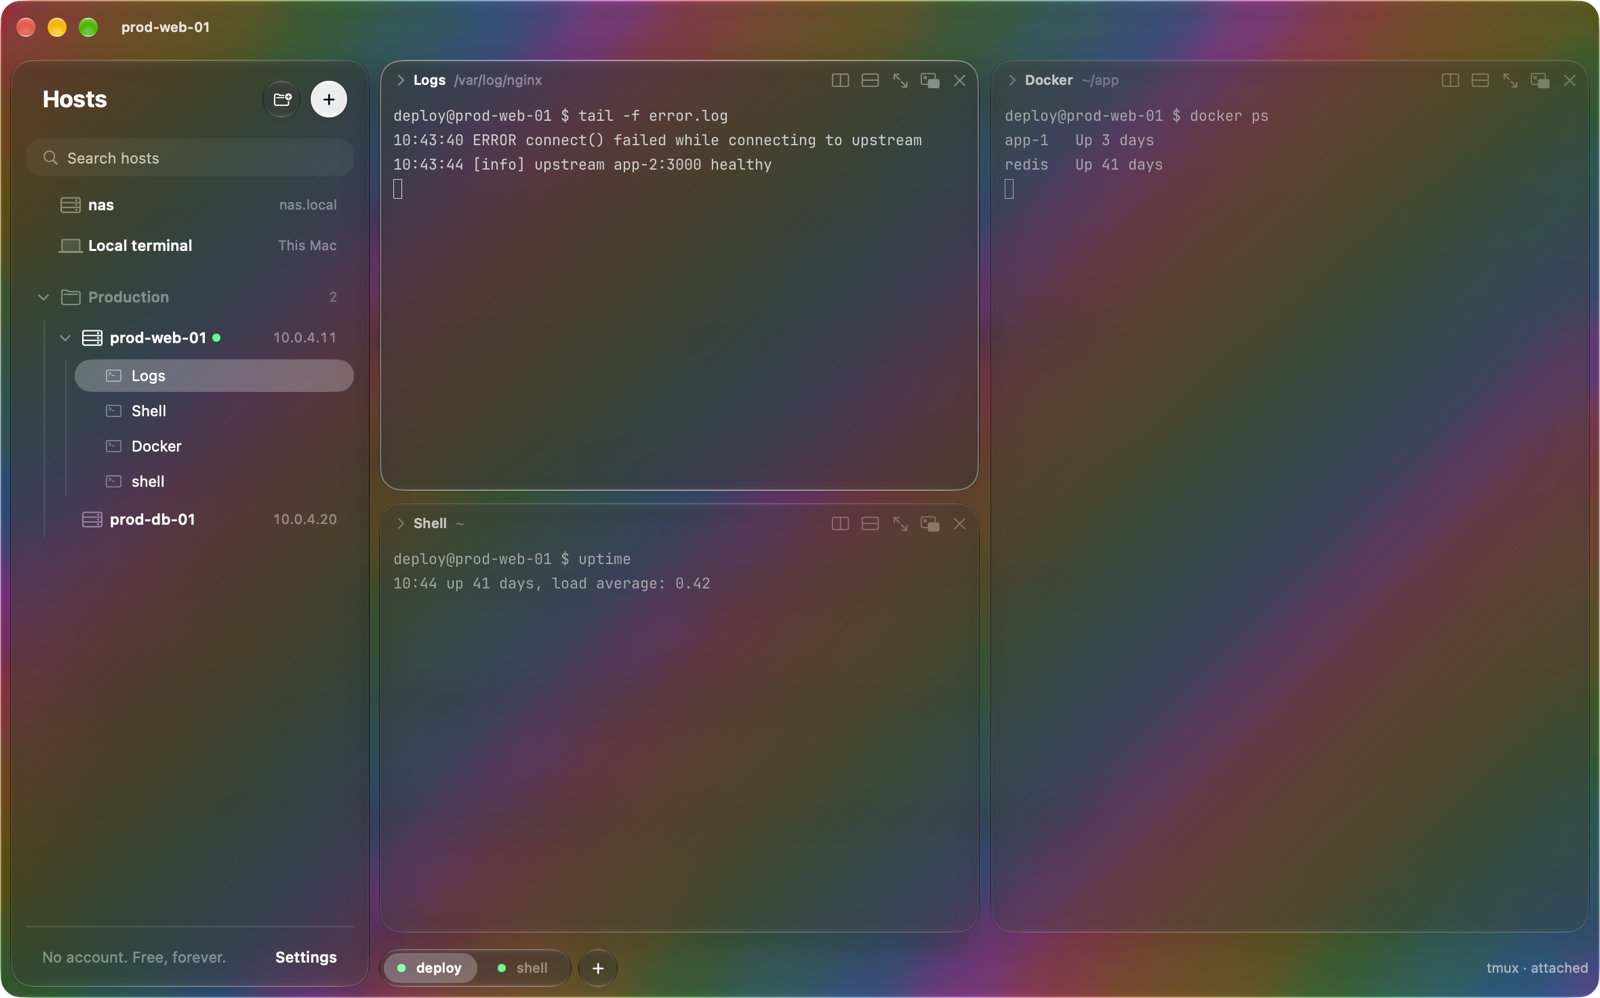 prod-web-01
Hosts
Search hosts
nas nas.local
Local terminal This Mac
Production 2
prod-web-01 10.0.4.11
Logs
Shell
Docker
shell
prod-db-01 10.0.4.20
No account. Free, forever. Settings
Logs /var/log/nginx
deploy@prod-web-01 $ tail -f error.log
10:43:40 ERROR connect() failed while connecting to upstream
10:43:44 [info] upstream app-2:3000 healthy
Shell ~
deploy@prod-web-01 $ uptime
10:44 up 41 days, load average: 0.42
Docker ~/app
deploy@prod-web-01 $ docker ps
app-1 Up 3 days
redis Up 41 days
deploy shell
tmux · attached